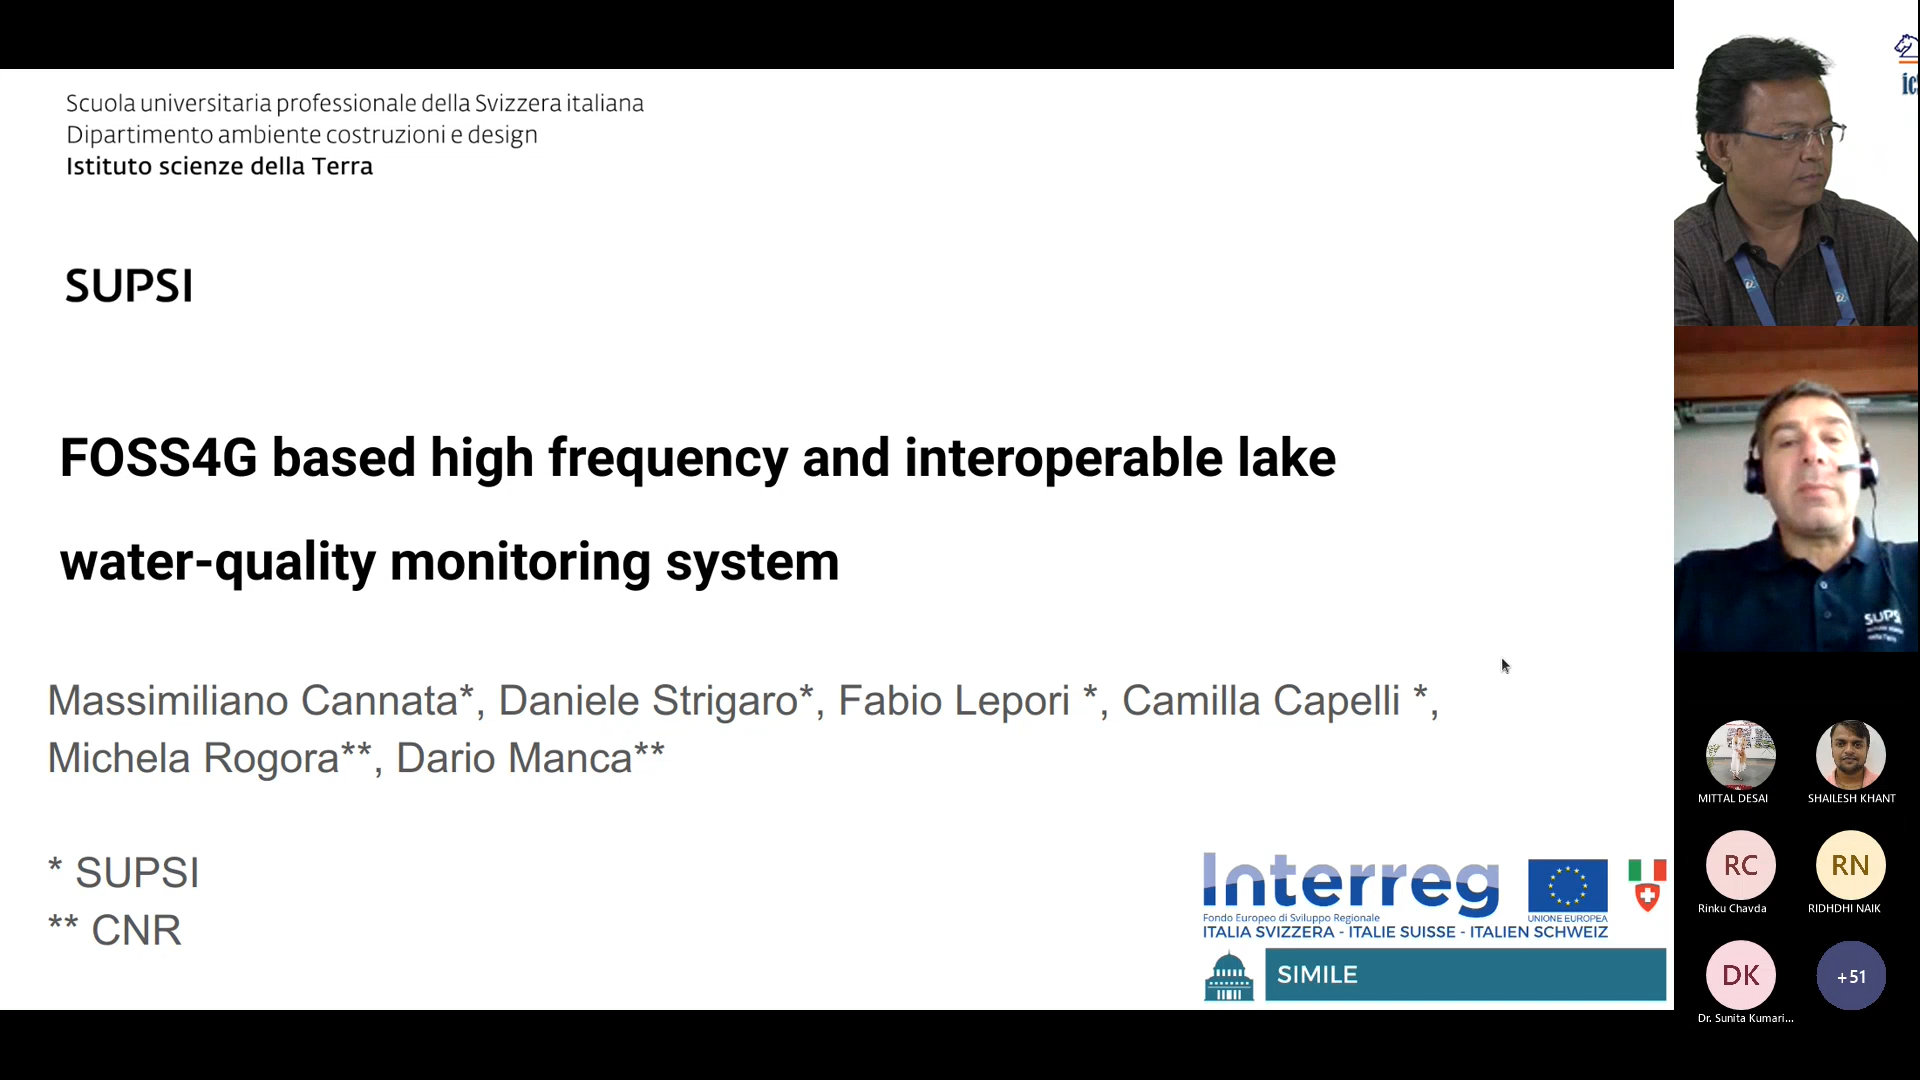 Scuola universitaria professionale della Svizzera italiana
Dipartimento ambiente costruzioni e design
Istituto scienze della Terra
SUPSI
FOSS4G based high frequency and interoperable lake
water-quality monitoring system
Massimiliano Cannata*, Daniele Strigaro*, Fabio Lepori *, Camilla Capelli *,
Michela Rogora**, Dario Manca**
* SUPSI
** CNR
Interreg
Fondo Europeo di Sviluppo Regionale
UNIONE EUROPEA
ITALIA SVIZZERA - ITALIE SUISSE - ITALIEN SCHWEIZ
SIMILE
ic
SUPSI
MITTAL DESAI
SHAILESH KHANT
RC
RN
Rinku Chavda
RIDHDHI NAIK
DK
+51
Dr. Sunita Kumari...